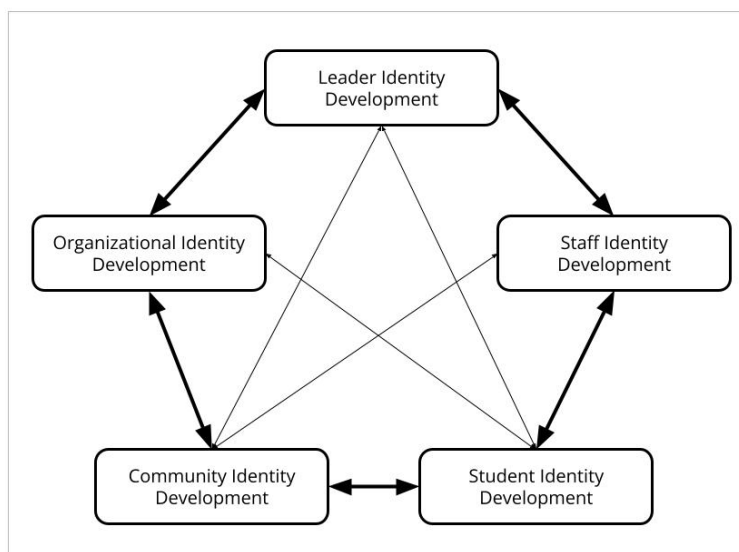 Leader Identity
Development
Organizational Identity
Development
Staff Identity
Development
Community Identity
Development
Student Identity
Development